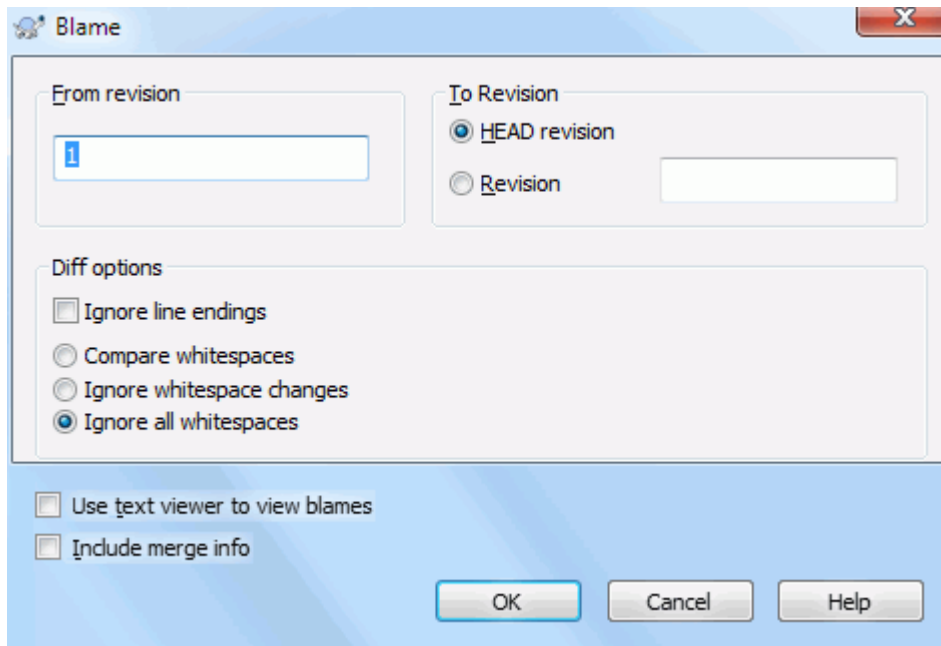 Blame
From revision
1
To Revision
HEAD revision
Revision
Diff options
Ignore line endings
Compare whitespaces
Ignore whitespace changes
Ignore all whitespaces
Use text viewer to view blames
Include merge info
OK Cancel Help